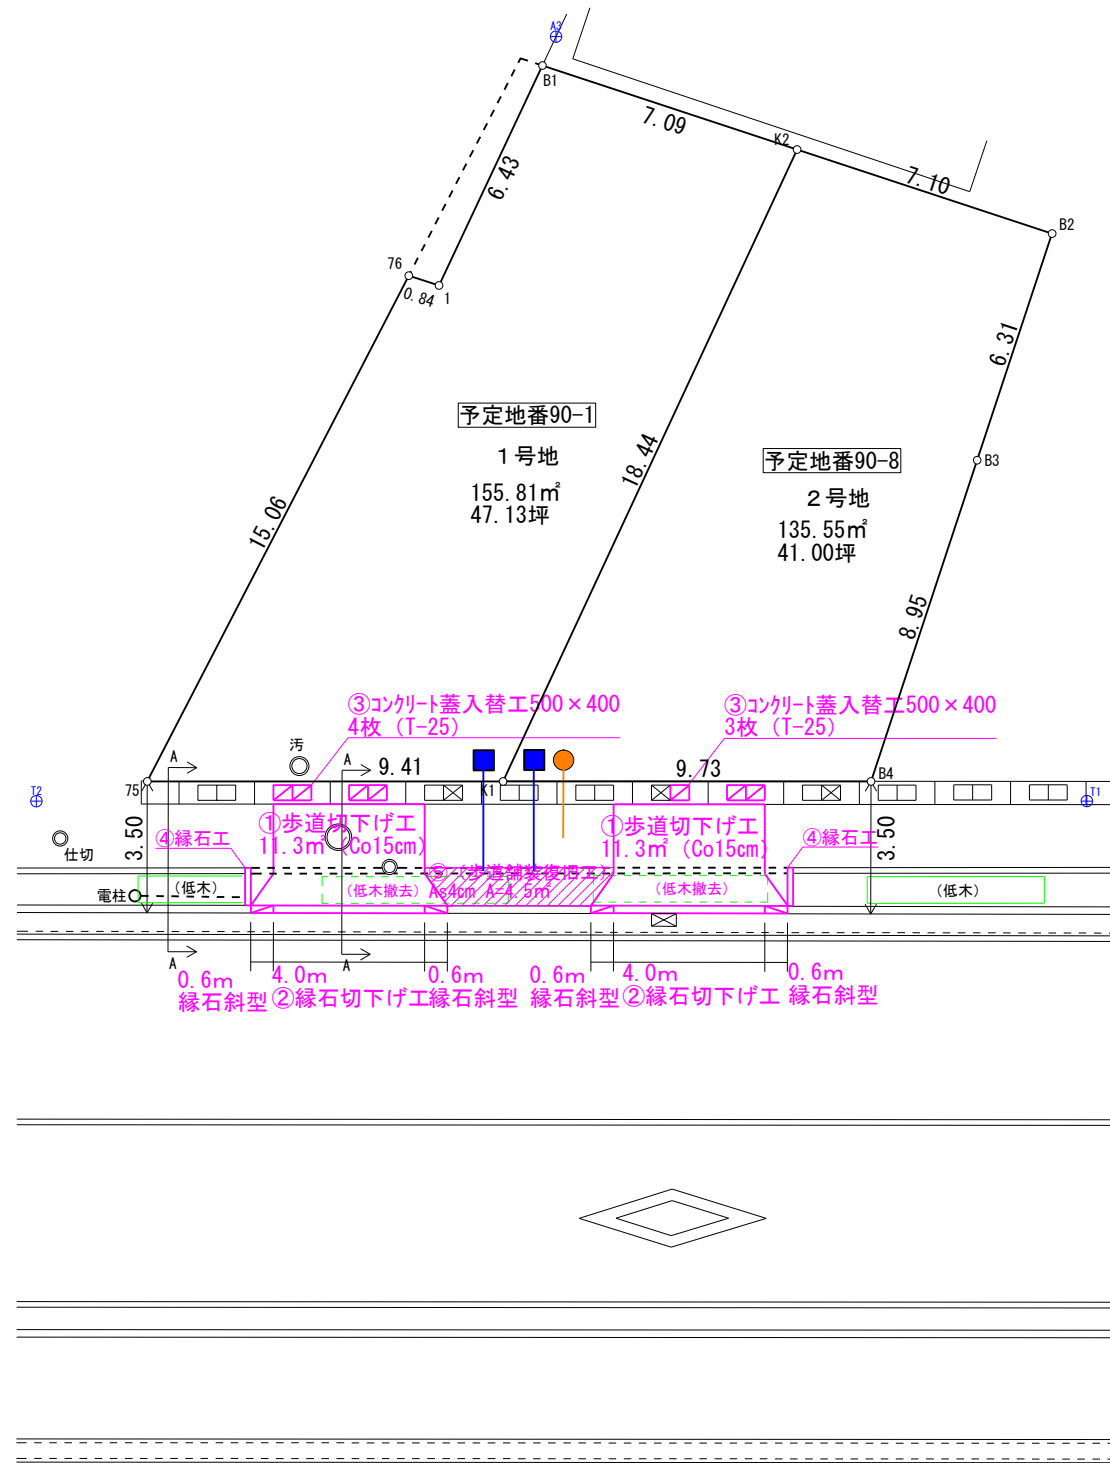 A3
B1
7.09
K2
7.10
B2
6.43
76
0.84
1
6.31
予定地番90-1
1号地
155.81㎡
47.13坪
18.44
予定地番90-8
2号地
135.55㎡
41.00坪
B3
15.06
8.95
③コンクリート蓋入替工500×400
4枚（T-25）
③コンクリート蓋入替工500×400
3枚（T-25）
汚
A
A
9.41
9.73
B4
75
K1
T2
T1
3.50
①歩道切下げ工
11.3㎡（Co15cm）
①歩道切下げ工
11.3㎡（Co15cm）
3.50
④縁石工
④縁石工
仕切
⑤（歩道舗装復旧工）
As4cm A=4.5㎡
電柱
（低木）
（低木撤去）
（低木撤去）
（低木）
A
A
0.6m
縁石斜型
4.0m
②縁石切下げ工
0.6m
縁石斜型
0.6m
縁石斜型
4.0m
②縁石切下げ工
0.6m
縁石斜型